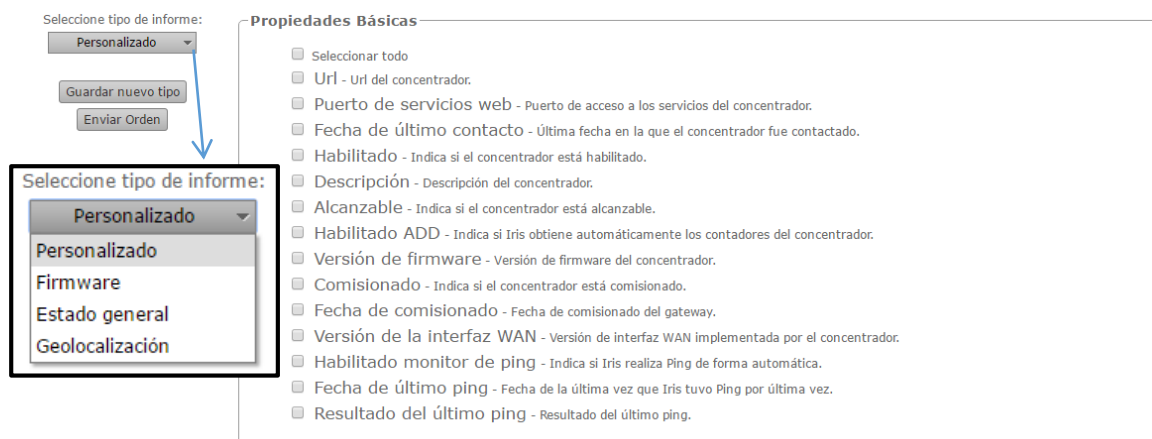 Seleccione tipo de informe:
Personalizado
Guardar nuevo tipo
Enviar Orden
Seleccione tipo de informe:
Personalizado
Personalizado
Firmware
Estado general
Geolocalización
Propiedades Básicas
Seleccionar todo
Url - Url del concentrador.
Puerto de servicios web - Puerto de acceso a los servicios del concentrador.
Fecha de último contacto - Última fecha en la que el concentrador fue contactado.
Habilitado - Indica si el concentrador está habilitado.
Descripción - Descripción del concentrador.
Alcanzable - Indica si el concentrador está alcanzable.
Habilitado ADD - Indica si Iris obtiene automáticamente los contadores del concentrador.
Versión de firmware - Versión de firmware del concentrador.
Comisionado - Indica si el concentrador está comisionado.
Fecha de comisionado - Fecha de comisionado del gateway.
Versión de la interfaz WAN - Versión de interfaz WAN implementada por el concentrador.
Habilitado monitor de ping - Indica si Iris realiza Ping de forma automática.
Fecha de último ping - Fecha de la última vez que Iris tuvo Ping por última vez.
Resultado del último ping - Resultado del último ping.